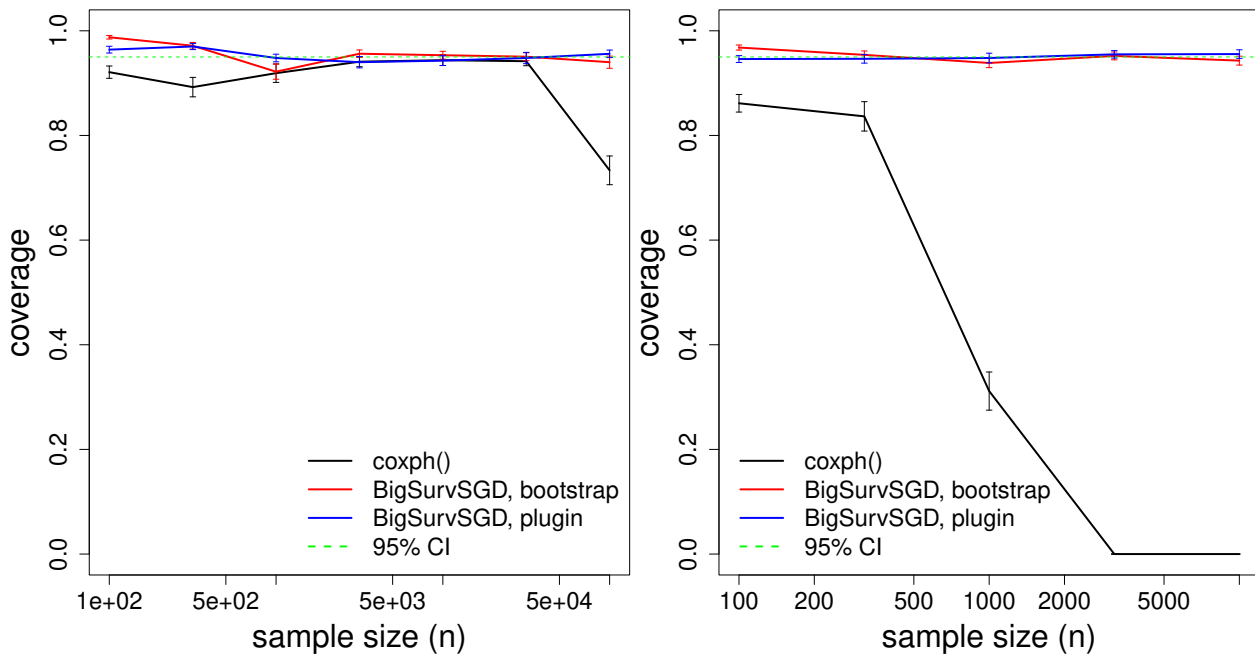 1.0
0.8
0.6
0.4
0.2
0.0
coverage
coxph()
BigSurvSGD, bootstrap
BigSurvSGD, plugin
95% CI
1e+02
5e+02
5e+03
5e+04
sample size (n)
1.0
0.8
0.6
0.4
0.2
0.0
coverage
coxph()
BigSurvSGD, bootstrap
BigSurvSGD, plugin
95% CI
100
200
500
1000
2000
5000
sample size (n)